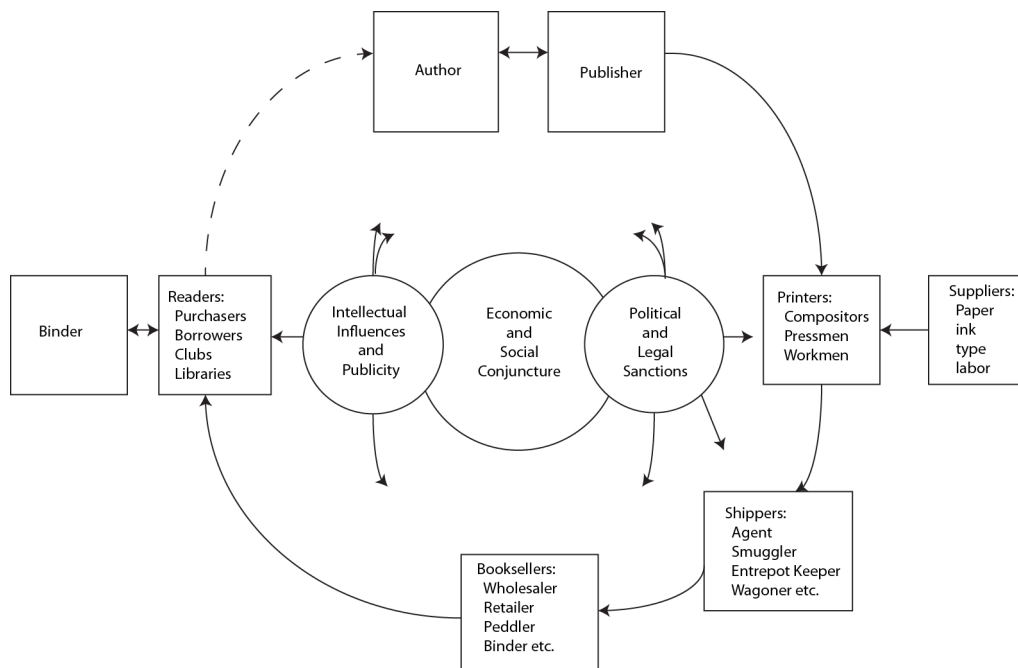 Author
Publisher
Binder
Readers:
Purchasers
Borrowers
Clubs
Libraries
Intellectual
Influences
and
Publicity
Economic
and
Social
Conjuncture
Political
and
Legal
Sanctions
Printers:
Compositors
Pressmen
Workmen
Suppliers:
Paper
ink
type
labor
Shippers:
Agent
Smuggler
Entrepot Keeper
Wagoner etc.
Booksellers:
Wholesaler
Retailer
Peddler
Binder etc.